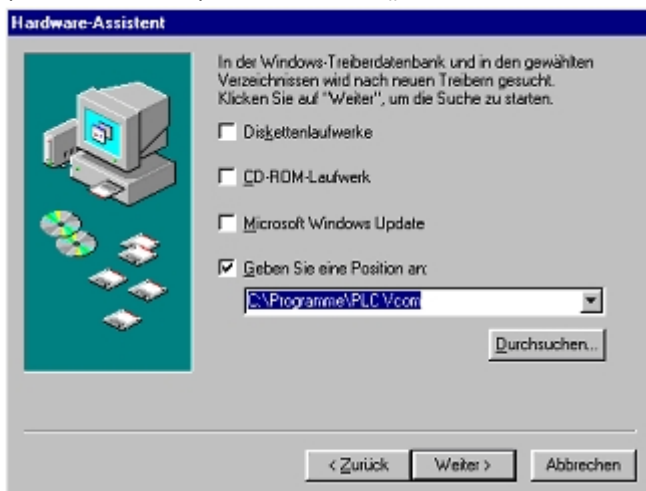 Hardware-Assistent
In der Windows-Treiberdatenbank und in den gewählten
Verzeichnissen wird nach neuen Treibern gesucht.
Klicken Sie auf "Weiter", um die Suche zu starten.
Diskettenlaufwerke
CD-ROM-Laufwerk
Microsoft Windows Update
Geben Sie eine Position an:
C:\Programme\PLC Vcom
Durchsuchen...
< Zurück Weiter > Abbrechen